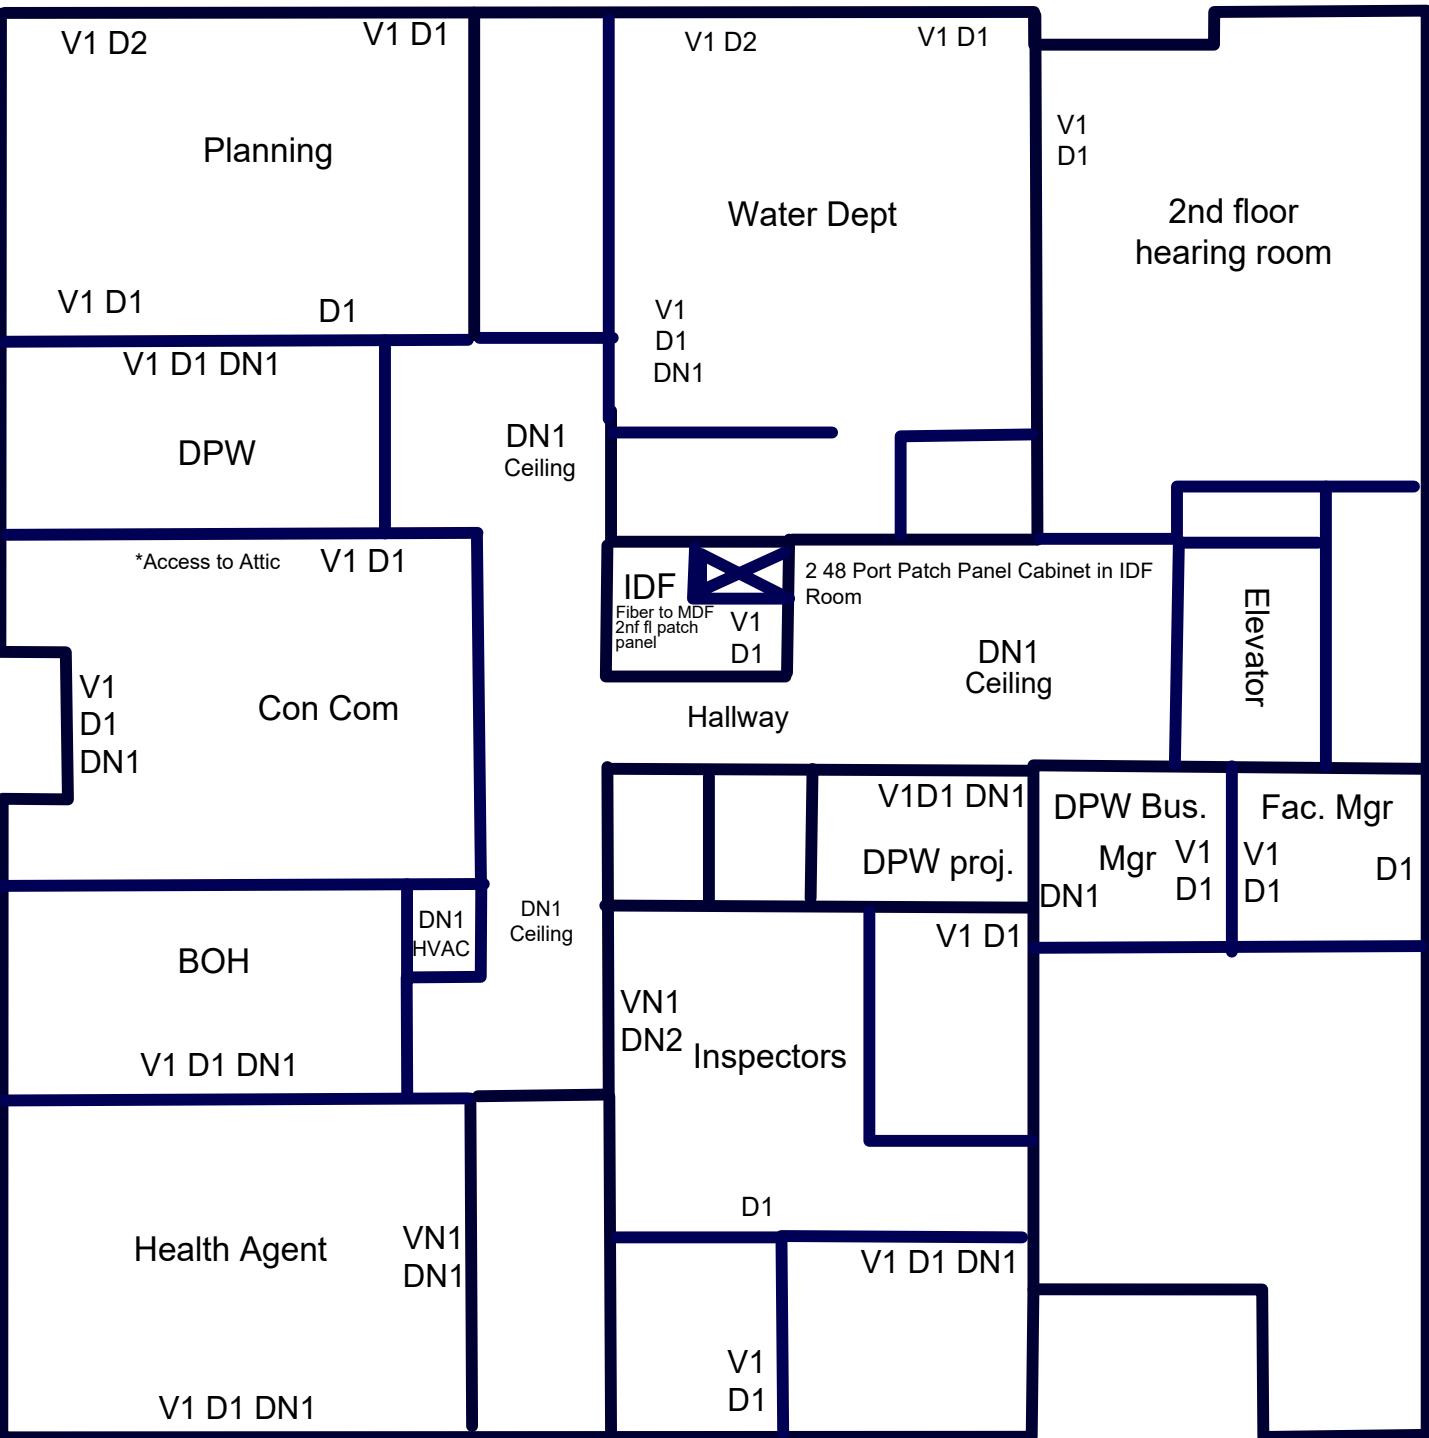 V1 D2
V1 D1
V1 D2
V1 D1
V1
D1
Planning
Water Dept
2nd floor
hearing room
V1 D1
D1
V1
D1
DN1
V1 D1 DN1
DPW
DN1
Ceiling
*Access to Attic
V1 D1
IDF
Fiber to MDF
2nf fl patch
panel
V1
D1
2 48 Port Patch Panel Cabinet in IDF
Room
DN1
Ceiling
Elevator
V1
D1
DN1
Con Com
Hallway
V1D1 DN1
DPW proj.
DPW Bus.
Mgr
V1
D1
DN1
Fac. Mgr
V1
D1
D1
BOH
DN1
HVAC
DN1
Ceiling
V1 D1
VN1
DN2
Inspectors
V1 D1 DN1
D1
Health Agent
VN1
DN1
V1 D1 DN1
V1
D1
V1 D1 DN1